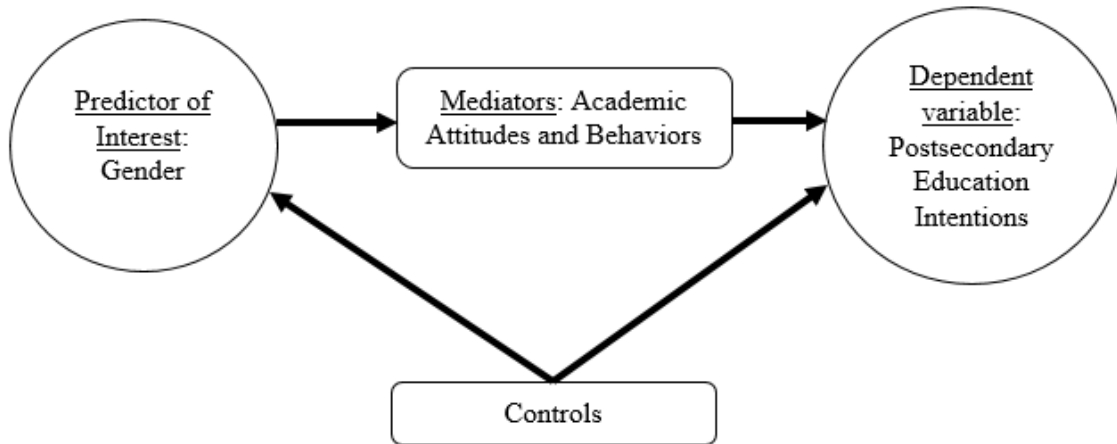 Predictor of
Interest:
Gender
Mediators: Academic
Attitudes and Behaviors
Dependent
variable:
Postsecondary
Education
Intentions
Controls